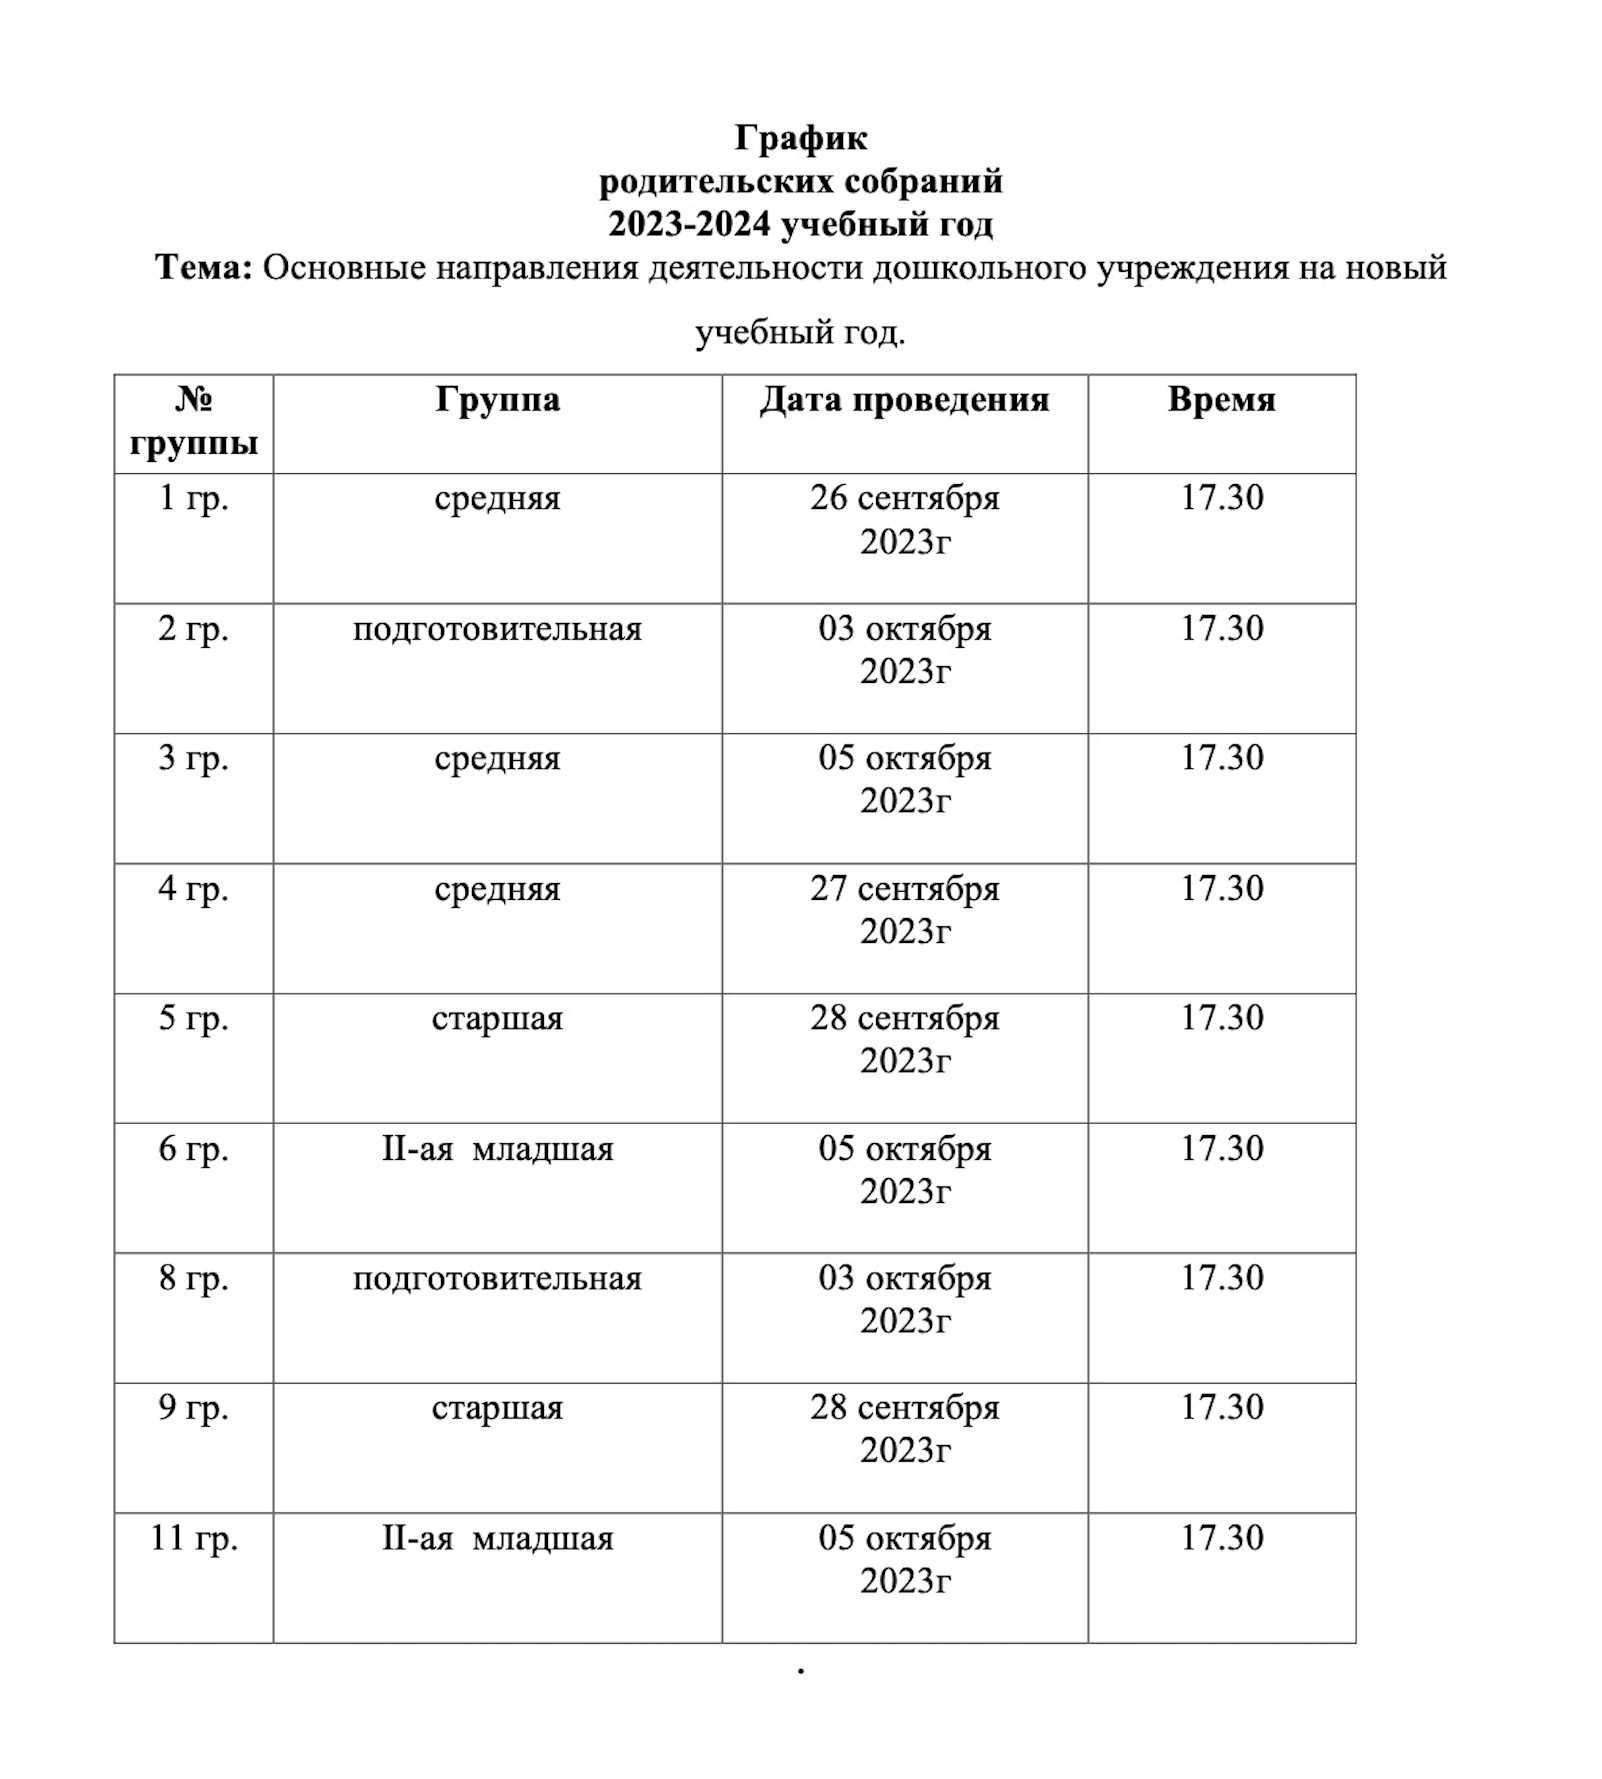 График
родительских собраний
2023-2024 учебный год
Тема: Основные направления деятельности дошкольного учреждения на новый
учебный год.
№ группы Группа Дата проведения Время
1 гр. средняя 26 сентября 2023г 17.30
2 гр. подготовительная 03 октября 2023г 17.30
3 гр. средняя 05 октября 2023г 17.30
4 гр. средняя 27 сентября 2023г 17.30
5 гр. старшая 28 сентября 2023г 17.30
6 гр. II-ая  младшая 05 октября 2023г 17.30
8 гр. подготовительная 03 октября 2023г 17.30
9 гр. старшая 28 сентября 2023г 17.30
11 гр. II-ая  младшая 05 октября 2023г 17.30
.